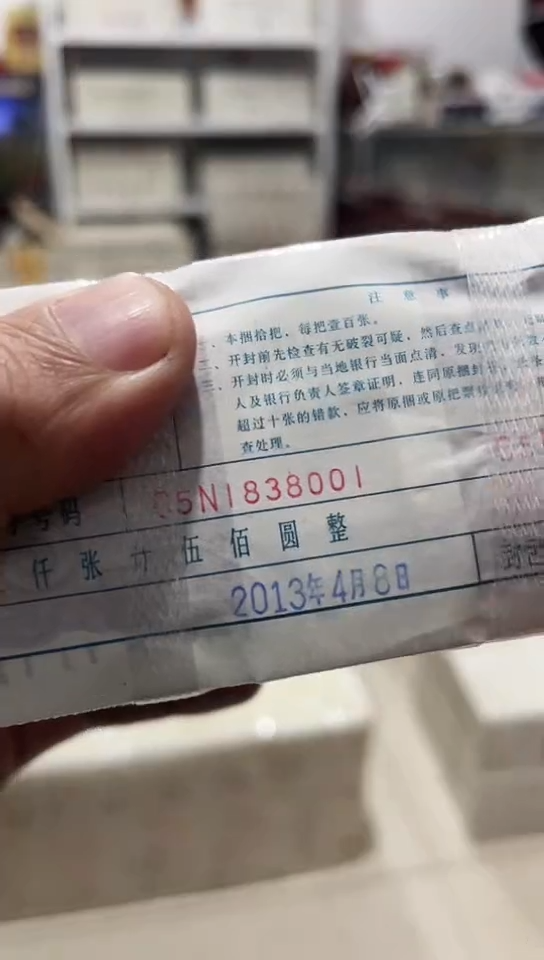 注意事
一、本捆拾把，每把壹百张。
二、开封前先检查有无破裂可疑，然后查点
三、开封时必须与当地银行当面点清，发现
人及银行负责人签章证明，连同原捆封
超过十张的错款，应将原捆或原把票
查处理。
号码 05N1838001
仟张计伍佰圆整
2013年4月8日